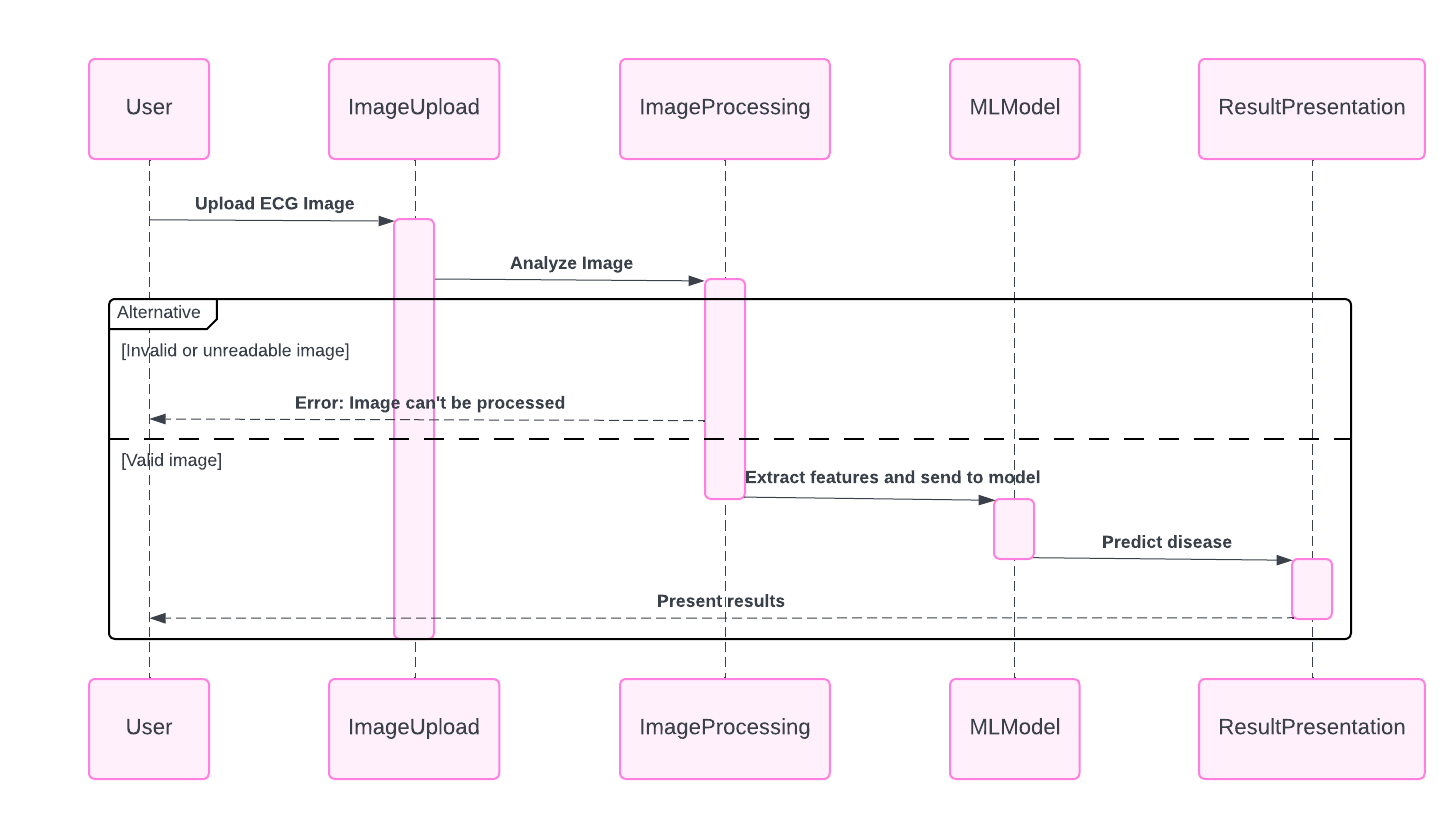 User
ImageUpload
ImageProcessing
MLModel
ResultPresentation
Upload ECG Image
Analyze Image
Alternative
[Invalid or unreadable image]
Error: Image can't be processed
[Valid image]
Extract features and send to model
Predict disease
Present results
User
ImageUpload
ImageProcessing
MLModel
ResultPresentation